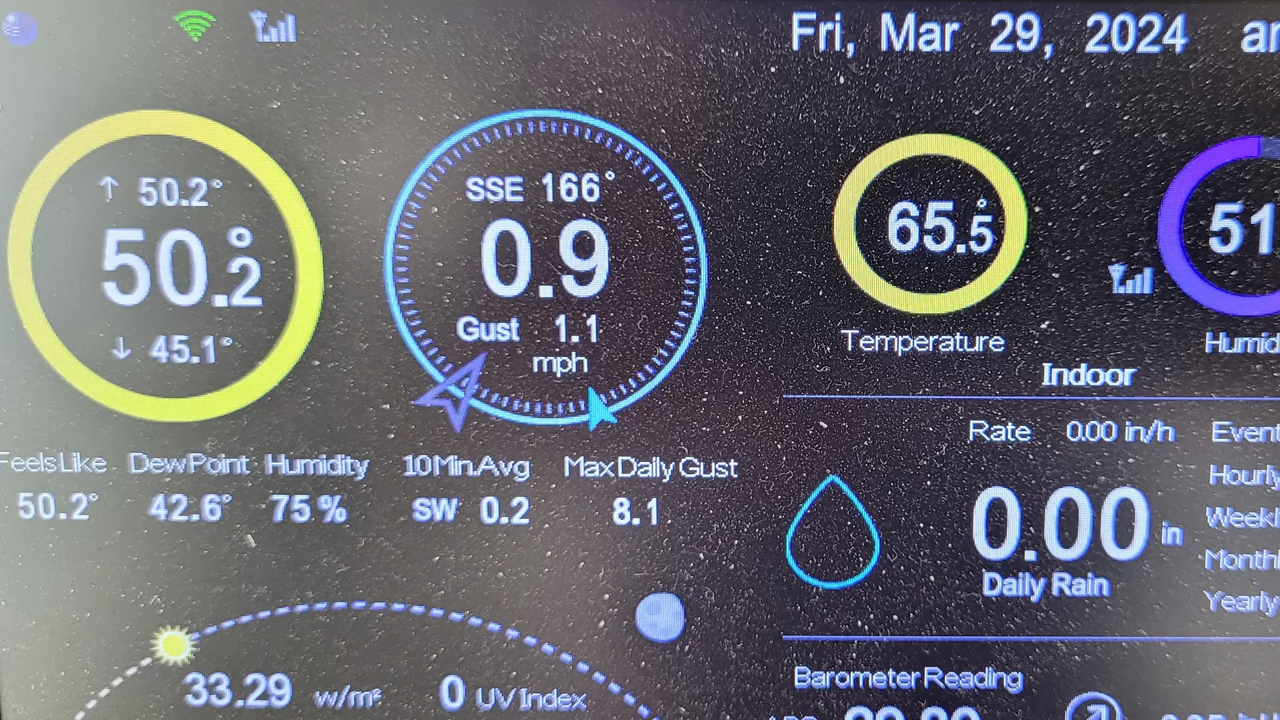 Fri, Mar 29, 2024
↑ 50.2°
50.2°
↓ 45.1°
SSE 166°
0.9
Gust 1.1
mph
65.5°
Temperature
51
Indoor
Feels Like Dew Point Humidity
50.2° 42.6° 75%
10 Min. Avg Max Daily Gust
SW 0.2 8.1
Rate 0.00 in/h
0.00 in
Daily Rain
Event
33.29 w/m² 0 UV Index
Barometer Reading